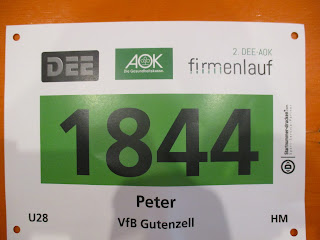 DEE
AOK
Die Gesundheitskasse.
2. DEE-AOK
firmenlauf
1844
Peter
VfB Gutenzell
U28
HM